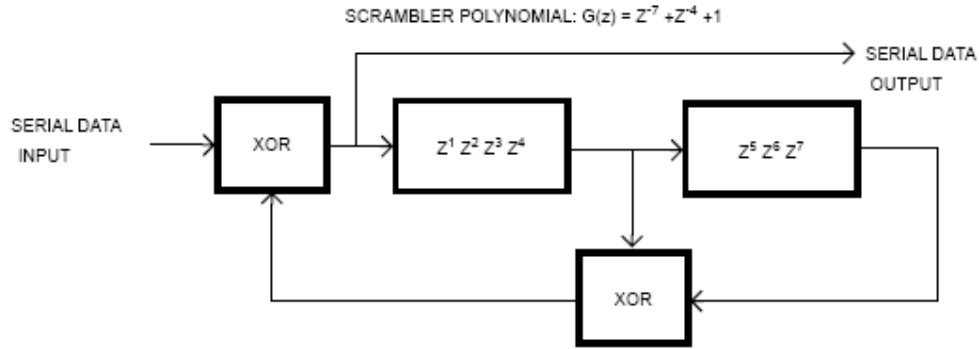 SCRAMBLER POLYNOMIAL: G(z) = Z⁻⁷ +Z⁻⁴ +1
SERIAL DATA
OUTPUT
SERIAL DATA
INPUT
XOR
Z¹ Z² Z³ Z⁴
Z⁵ Z⁶ Z⁷
XOR